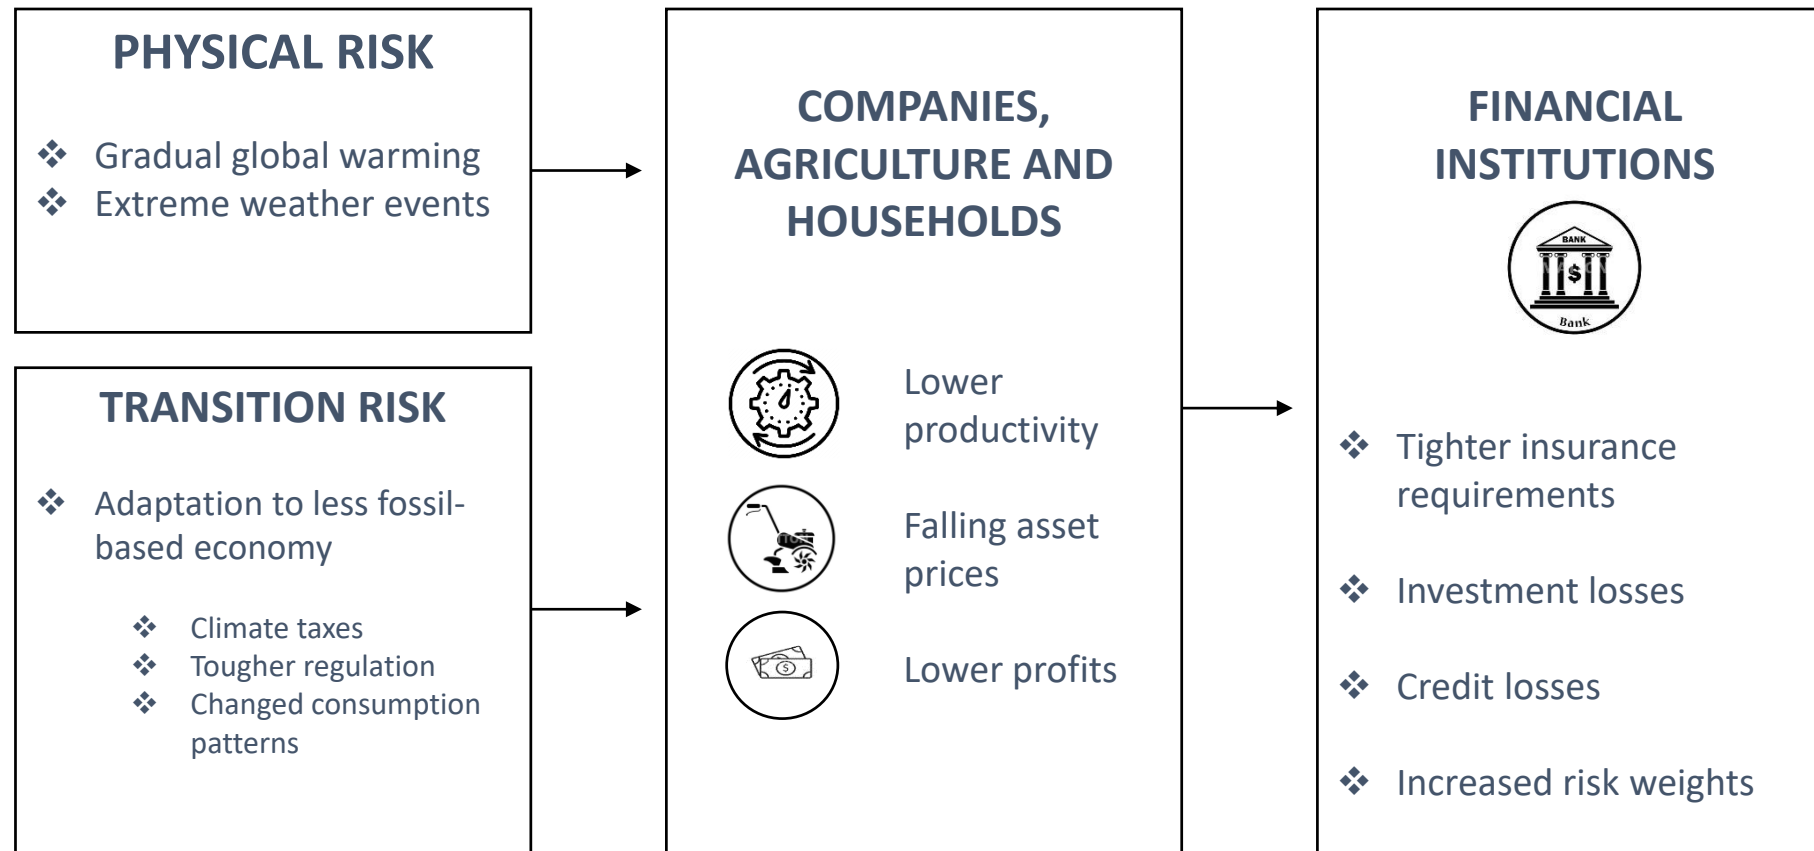 PHYSICAL RISK
❖ Gradual global warming
❖ Extreme weather events
TRANSITION RISK
❖ Adaptation to less fossil-
based economy
❖ Climate taxes
❖ Tougher regulation
❖ Changed consumption
patterns
COMPANIES,
AGRICULTURE AND
HOUSEHOLDS
Lower
productivity
Falling asset
prices
$
Lower profits
FINANCIAL
INSTITUTIONS
BANK
$
Bank
❖ Tighter insurance
requirements
❖ Investment losses
❖ Credit losses
❖ Increased risk weights